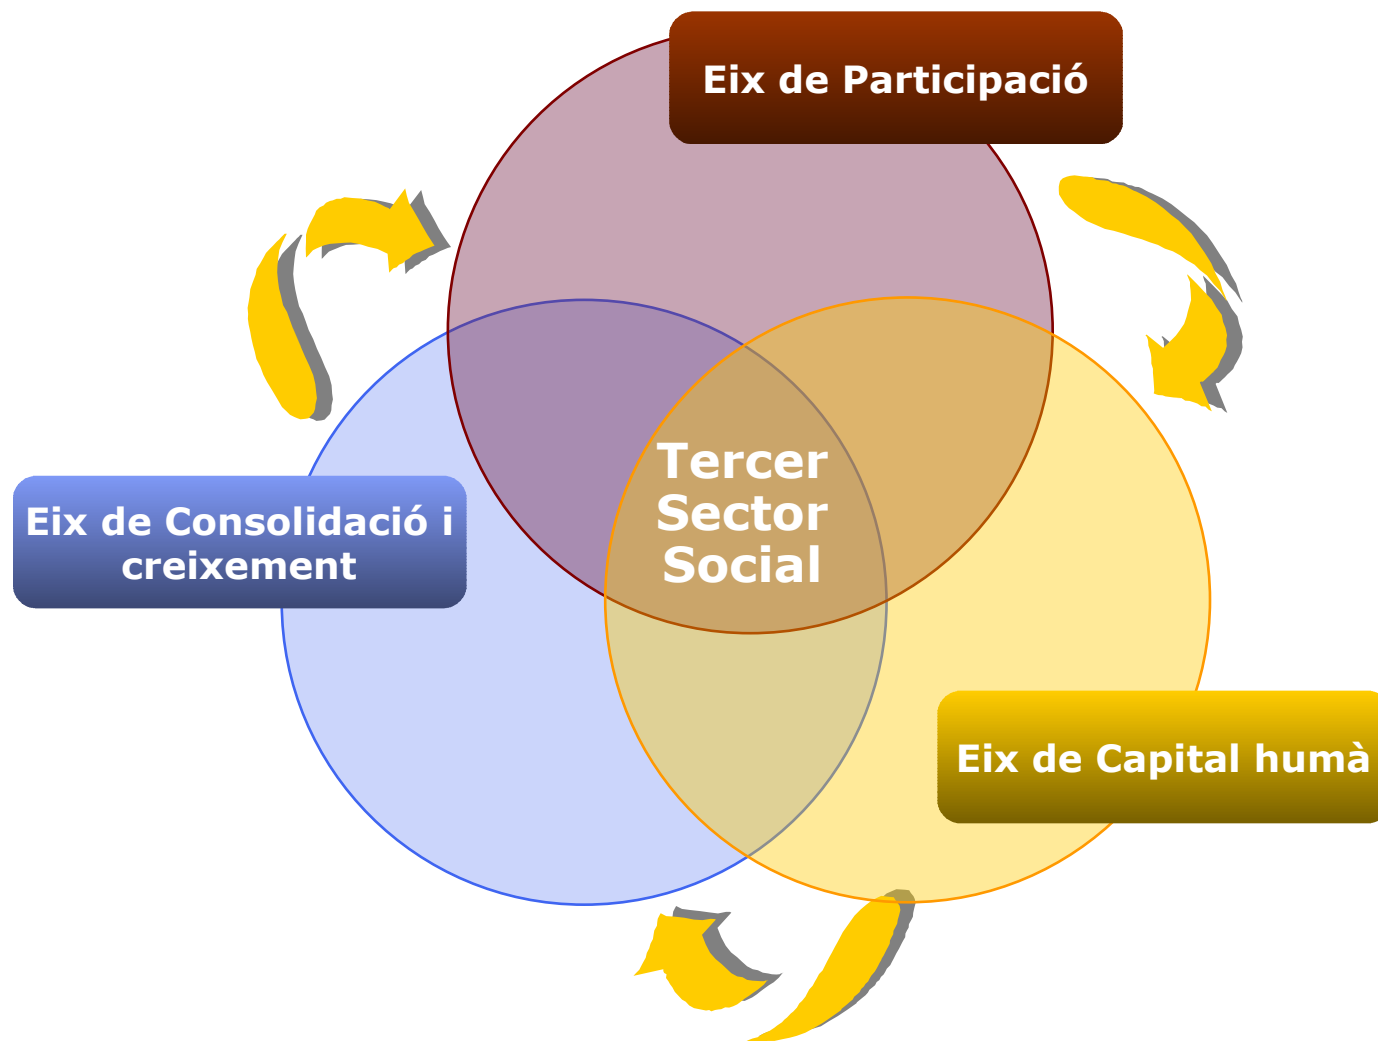 Eix de Participació
Tercer
Sector
Social
Eix de Consolidació i
creixement
Eix de Capital humà